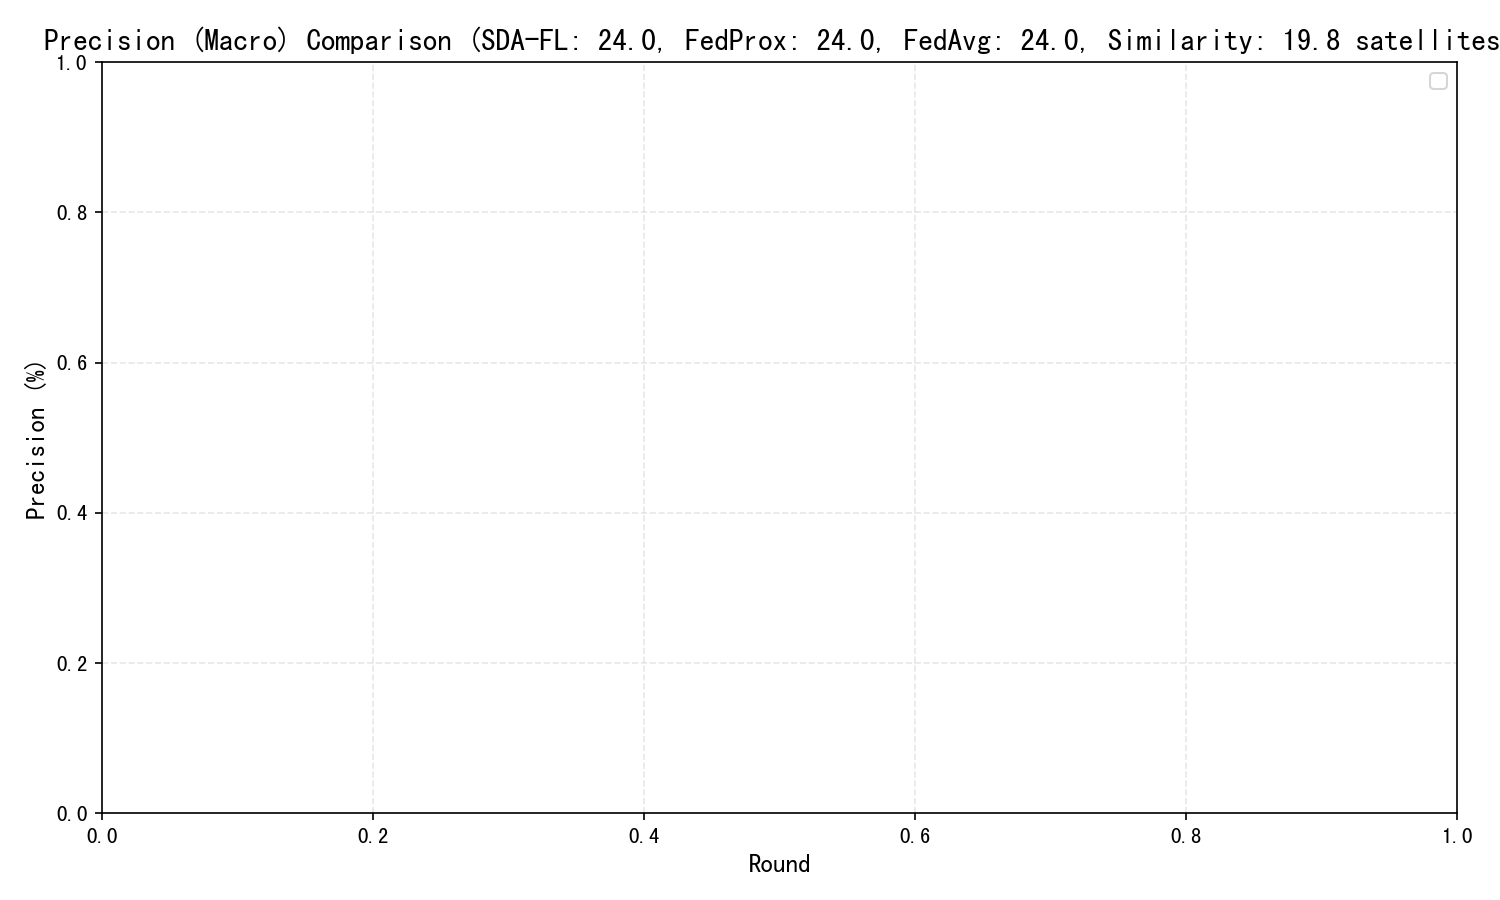 Precision (Macro) Comparison (SDA-FL: 24.0, FedProx: 24.0, FedAvg: 24.0, Similarity: 19.8 satellites
1.0
0.8
0.6
0.4
0.2
0.0
Precision (%)
0.0 0.2 0.4 0.6 0.8 1.0
Round